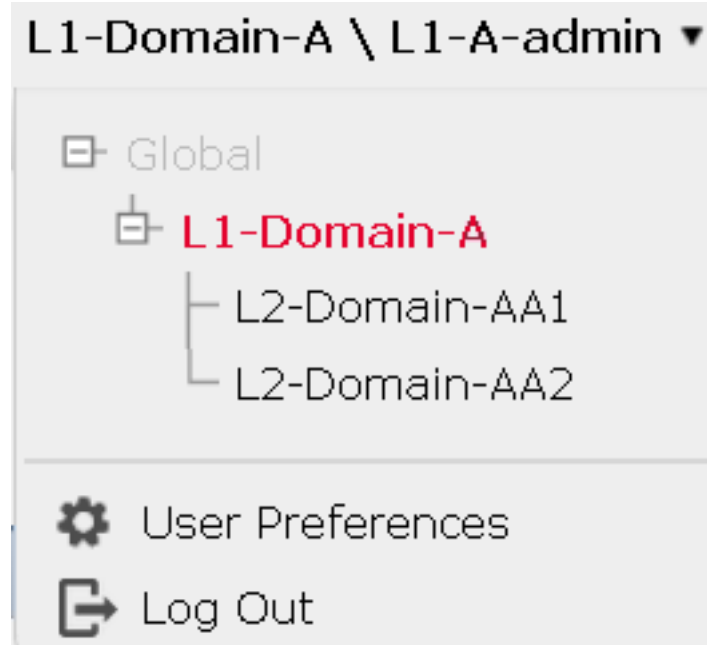 L1-Domain-A \ L1-A-admin
Global
L1-Domain-A
L2-Domain-AA1
L2-Domain-AA2
User Preferences
Log Out